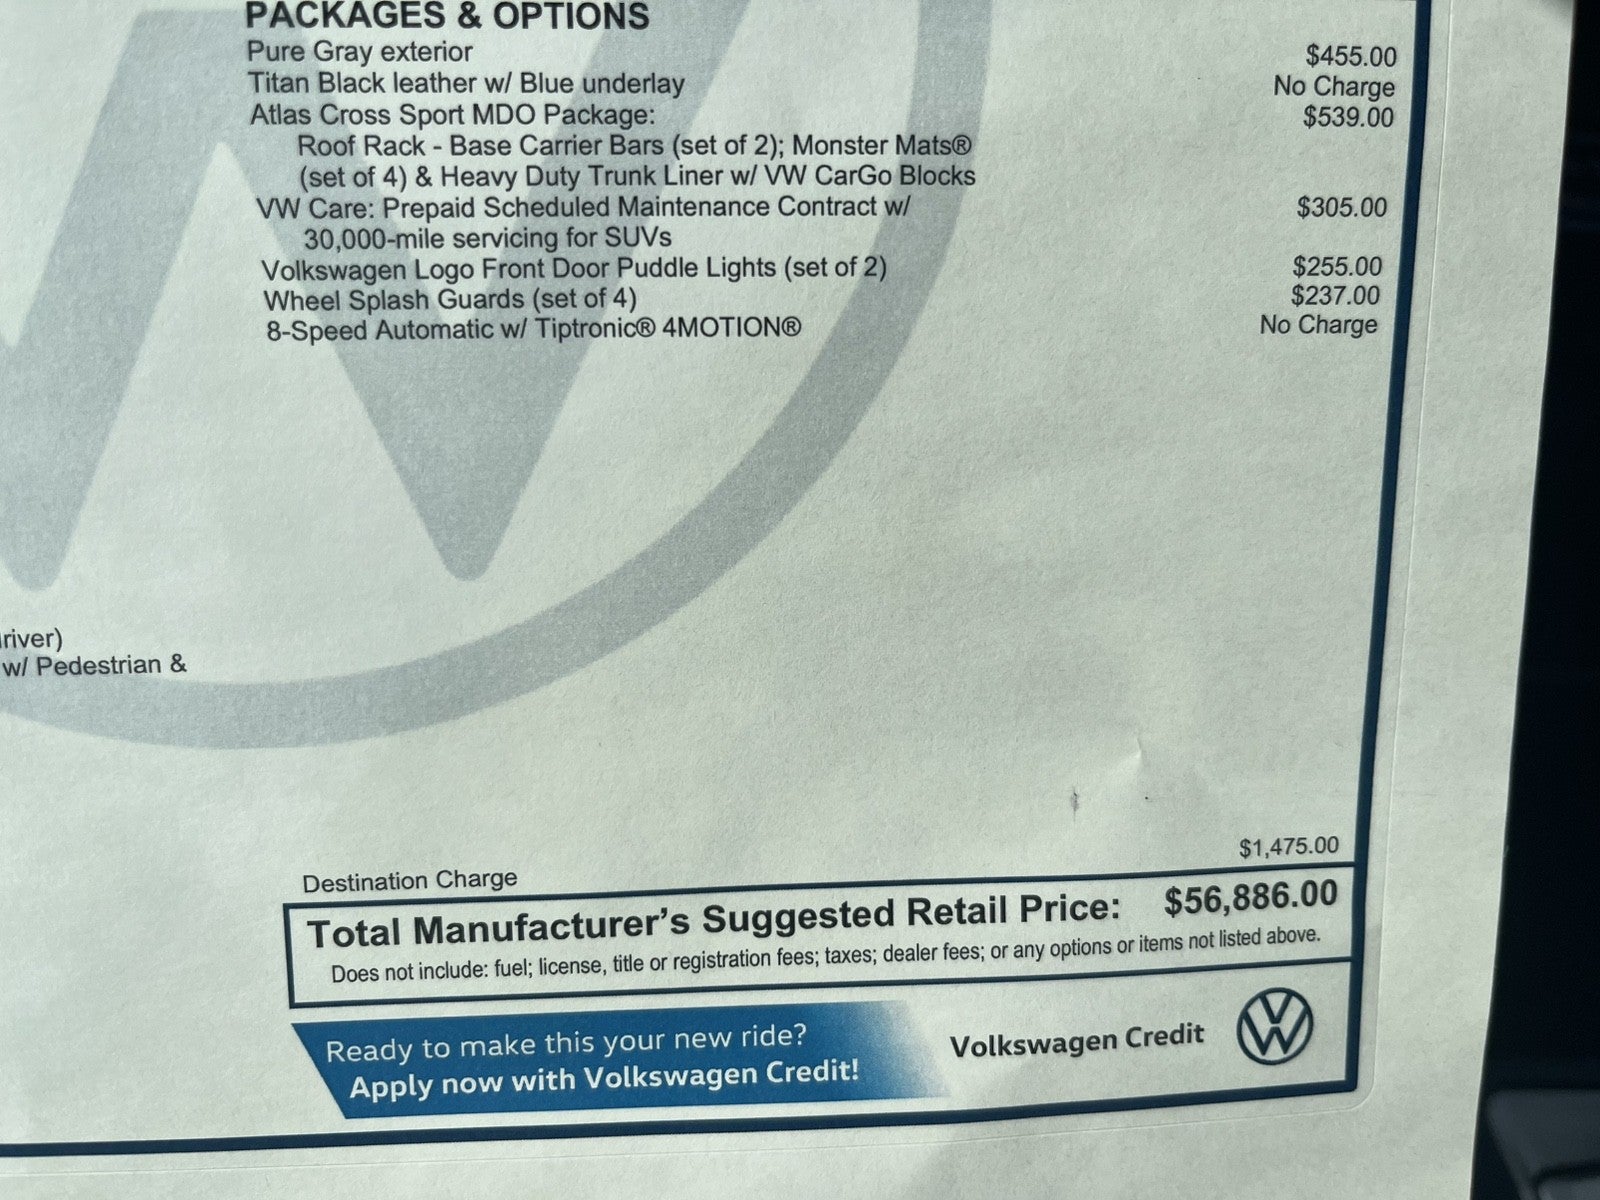 PACKAGES & OPTIONS
Pure Gray exterior $455.00
Titan Black leather w/ Blue underlay No Charge
Atlas Cross Sport MDO Package: $539.00
Roof Rack - Base Carrier Bars (set of 2); Monster Mats®
(set of 4) & Heavy Duty Trunk Liner w/ VW CarGo Blocks
VW Care: Prepaid Scheduled Maintenance Contract w/ $305.00
30,000-mile servicing for SUVs
Volkswagen Logo Front Door Puddle Lights (set of 2) $255.00
Wheel Splash Guards (set of 4) $237.00
8-Speed Automatic w/ Tiptronic® 4MOTION® No Charge
river)
w/ Pedestrian &
Destination Charge $1,475.00
Total Manufacturer's Suggested Retail Price: $56,886.00
Does not include: fuel; license, title or registration fees; taxes; dealer fees; or any options or items not listed above.
Ready to make this your new ride?
Apply now with Volkswagen Credit!
Volkswagen Credit